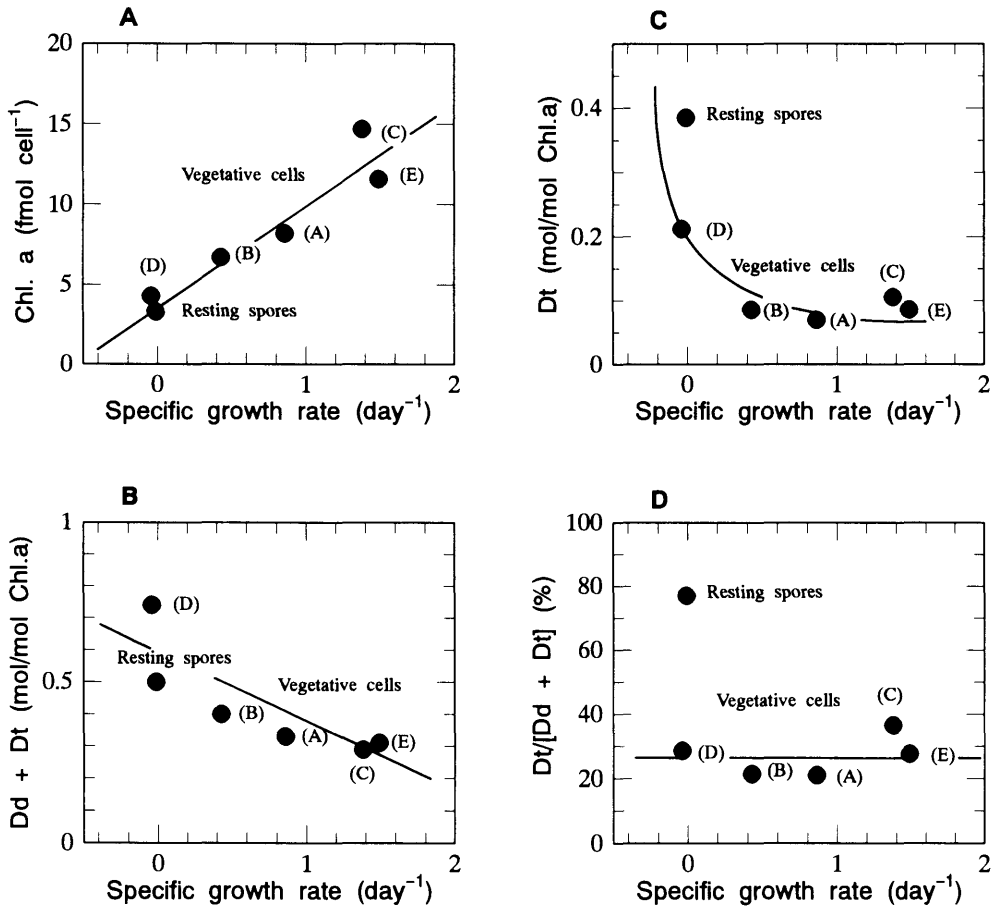 A
Chl. a (fmol cell⁻¹)
20
15
10
5
0
(C)
Vegetative cells
(E)
(A)
(B)
(D)
Resting spores
0 1 2
Specific growth rate (day⁻¹)
C
Dt (mol/mol Chl.a)
0.4
0.2
0
Resting spores
(D)
Vegetative cells
(C)
(B)
(A)
(E)
0 1 2
Specific growth rate (day⁻¹)
B
Dd + Dt (mol/mol Chl.a)
1
0.5
0
(D)
Resting spores
Vegetative cells
(B)
(A)
(E)
(C)
0 1 2
Specific growth rate (day⁻¹)
D
Dt/[Dd + Dt] (%)
100
80
60
40
20
0
Resting spores
Vegetative cells
(C)
(D)
(B)
(A)
(E)
0 1 2
Specific growth rate (day⁻¹)